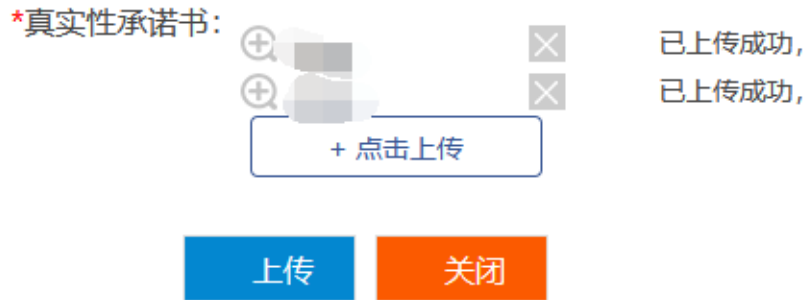 *真实性承诺书：
已上传成功，
已上传成功，
+ 点击上传
上传 关闭